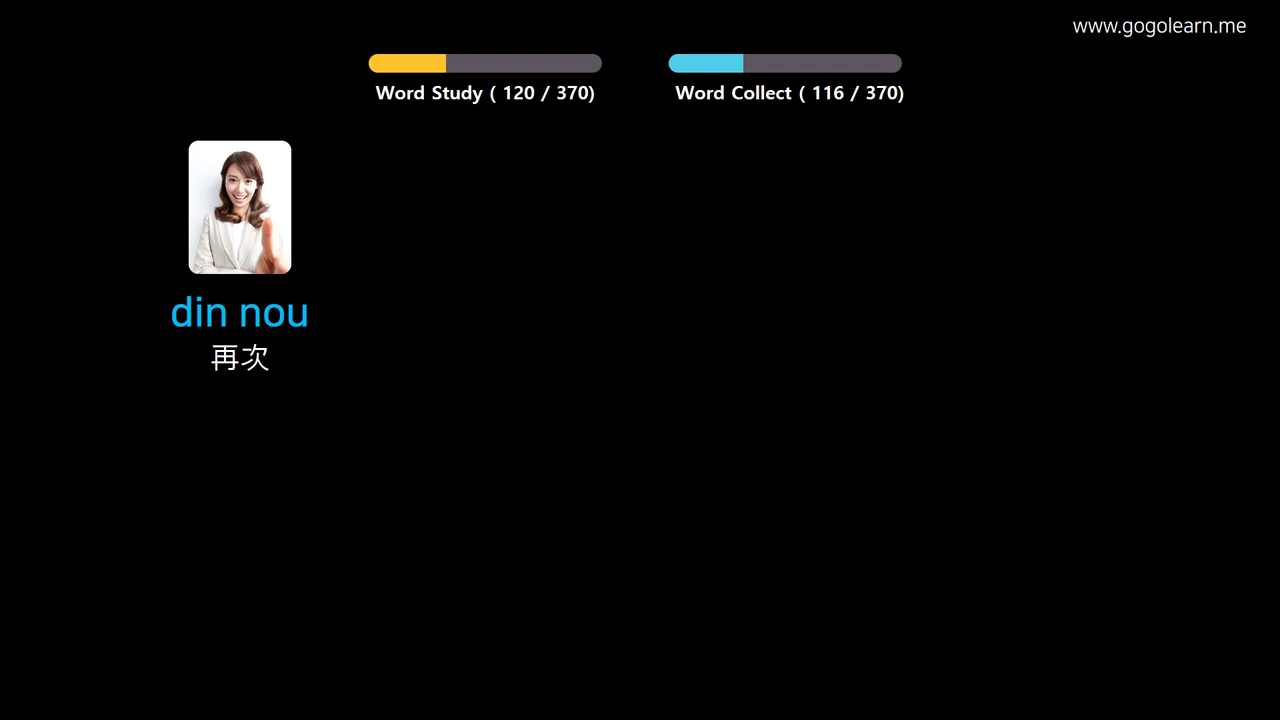 www.gogolearn.me
Word Study ( 120 / 370)
Word Collect ( 116 / 370)
din nou
再次